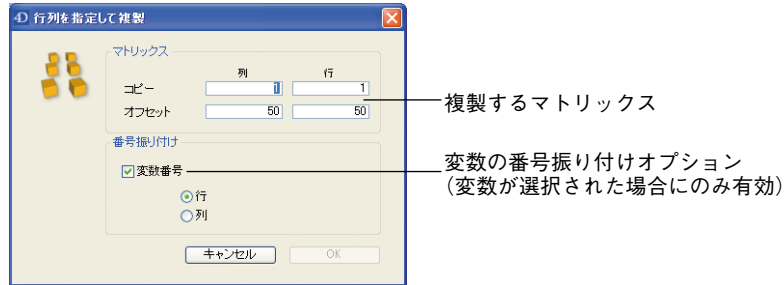 4D 行列を指定して複製
マトリックス
列 行
コピー 1 1
オフセット 50 50
複製するマトリックス
番号振り付け
変数番号
変数の番号振り付けオプション
(変数が選択された場合にのみ有効)
行
列
キャンセル OK